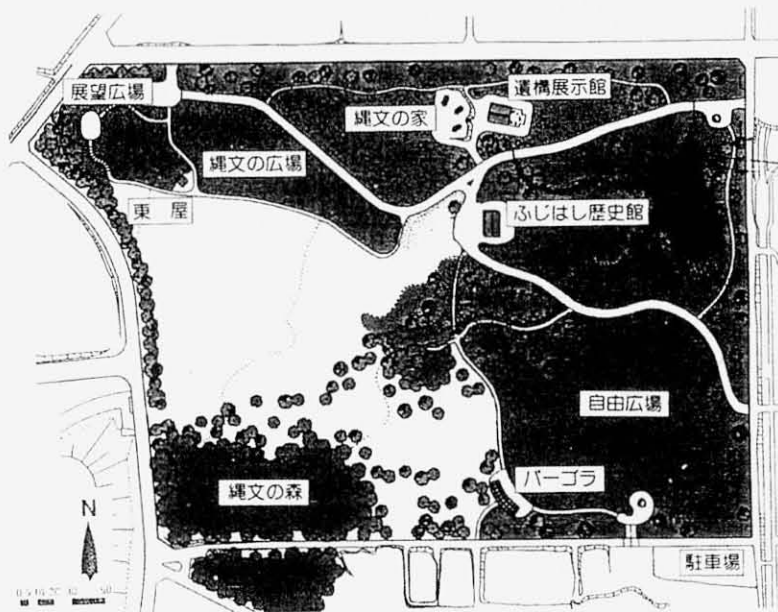 展望広場
遺構展示館
縄文の家
縄文の広場
東屋
ふじはし歴史館
自由広場
縄文の森
パーゴラ
N
駐車場